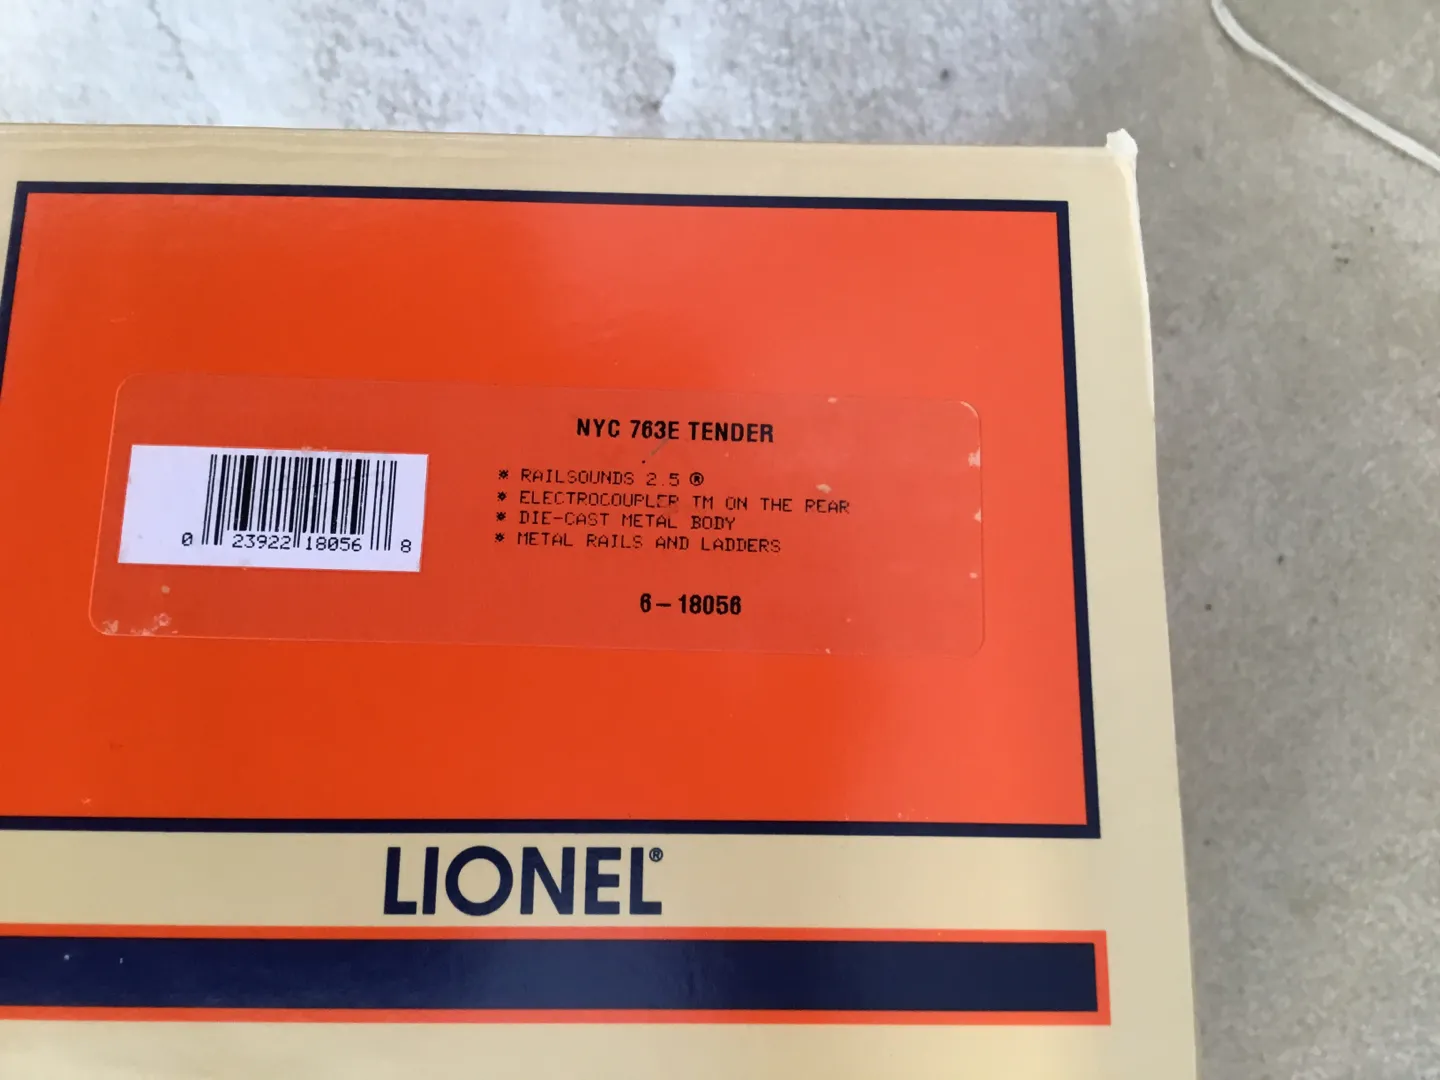 NYC 763E TENDER
* RAILSOUNDS 2.5 ®
* ELECTROCOUPLER TM ON THE REAR
* DIE-CAST METAL BODY
* METAL RAILS AND LADDERS
0 23922 18056 8
6-18056
LIONEL®